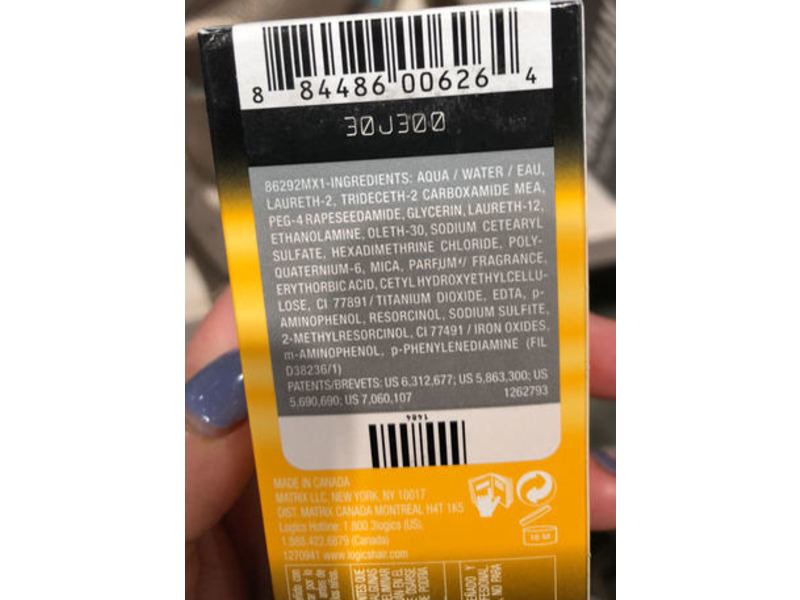 8 84486 00626 4
30J300
86292MX1-INGREDIENTS: AQUA / WATER / EAU,
LAURETH-2, TRIDECETH-2 CARBOXAMIDE MEA,
PEG-4 RAPESEEDAMIDE, GLYCERIN, LAURETH-12,
ETHANOLAMINE, OLETH-30, SODIUM CETEARYL
SULFATE, HEXADIMETHRINE CHLORIDE, POLY-
QUATERNIUM-6, MICA, PARFUM / FRAGRANCE,
ERYTHORBIC ACID, CETYL HYDROXYETHYLCELLU-
LOSE, CI 77891 / TITANIUM DIOXIDE, EDTA, p-
AMINOPHENOL, RESORCINOL, SODIUM SULFITE,
2-METHYLRESORCINOL, CI 77491 / IRON OXIDES,
m-AMINOPHENOL, p-PHENYLENEDIAMINE (FIL
D38236/1)
PATENTS/BREVETS: US 6,312,677; US 5,863,300; US
5,690,690; US 7,060,107 1262793
1484
MADE IN CANADA
MATRIX LLC, NEW YORK, NY 10017
DIST. MATRIX CANADA MONTREAL H4T 1K5
Logics Hotline: 1.800.3logics (US),
1.888.422.6879 (Canada)
1270941 www.logicshair.com